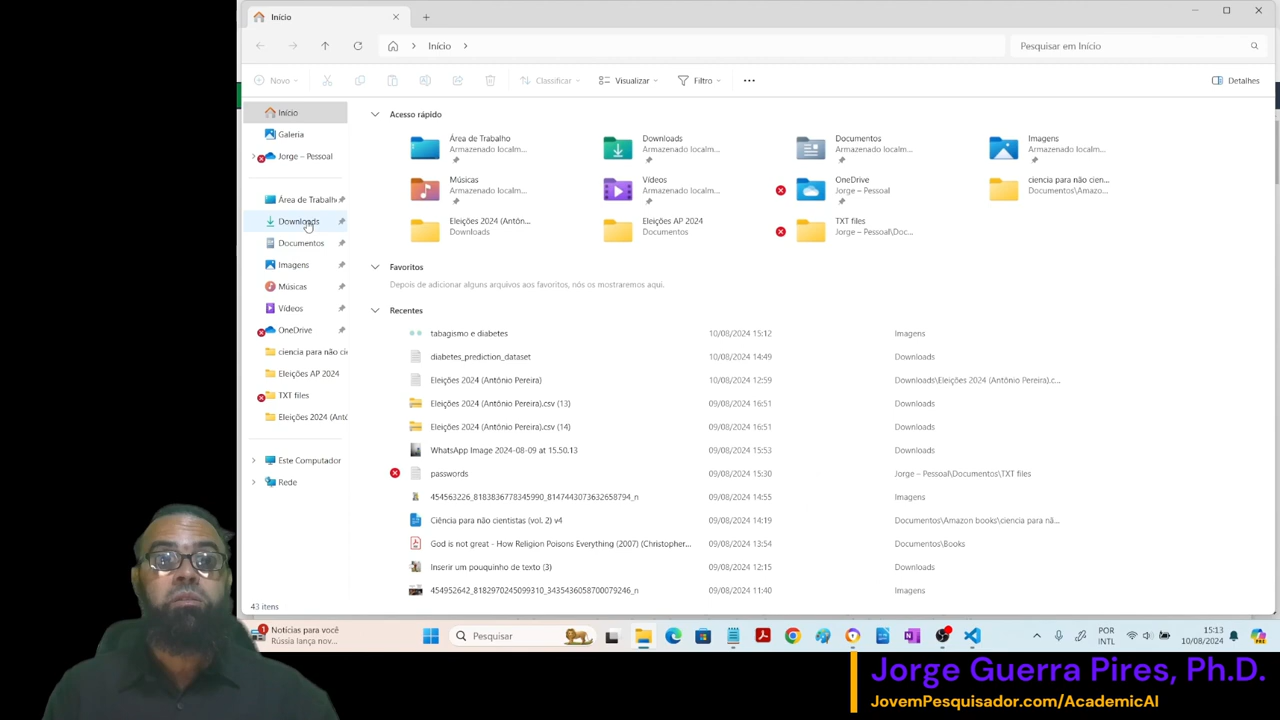 Início
Início
Pesquisar em Início
Novo
Classificar
Visualizar
Filtro
Detalhes
Início
Galeria
Jorge – Pessoal
Área de Trabalh
Downloads
Documentos
Imagens
Músicas
Vídeos
OneDrive
ciencia para não cie
Eleições AP 2024
TXT files
Eleições 2024 (Antô
Este Computador
Rede
Acesso rápido
Área de Trabalho
Armazenado localm...
Downloads
Armazenado localm...
Documentos
Armazenado localm...
Imagens
Armazenado localm...
Músicas
Armazenado localm...
Vídeos
Armazenado localm...
OneDrive
Jorge – Pessoal
ciencia para não cien...
Documentos\Amazo...
Eleições 2024 (Antôn...
Downloads
Eleições AP 2024
Documentos
TXT files
Jorge – Pessoal\Doc...
Favoritos
Depois de adicionar alguns arquivos aos favoritos, nós os mostraremos aqui.
Recentes
tabagismo e diabetes 10/08/2024 15:12 Imagens
diabetes_prediction_dataset 10/08/2024 14:49 Downloads
Eleições 2024 (Antônio Pereira) 10/08/2024 12:59 Downloads\Eleições 2024 (Antônio Pereira).c...
Eleições 2024 (Antônio Pereira).csv (13) 09/08/2024 16:51 Downloads
Eleições 2024 (Antônio Pereira).csv (14) 09/08/2024 16:51 Downloads
WhatsApp Image 2024-08-09 at 15.50.13 09/08/2024 15:53 Downloads
passwords 09/08/2024 15:30 Jorge – Pessoal\Documentos\TXT files
454563226_8183836778345990_8147443073632658794_n 09/08/2024 14:55 Imagens
Ciência para não cientistas (vol. 2) v4 09/08/2024 14:19 Documentos\Amazon books\ciencia para nã...
God is not great - How Religion Poisons Everything (2007) (Christopher... 09/08/2024 13:54 Documentos\Books
Inserir um pouquinho de texto (3) 09/08/2024 12:15 Downloads
454952642_8182970245099310_3435436058700079246_n 09/08/2024 11:40 Imagens
43 itens
1
Notícias para você
Rússia lança nov...
Pesquisar
POR
INTL
15:13
10/08/2024
Jorge Guerra Pires, Ph.D.
JovemPesquisador.com/AcademicAI